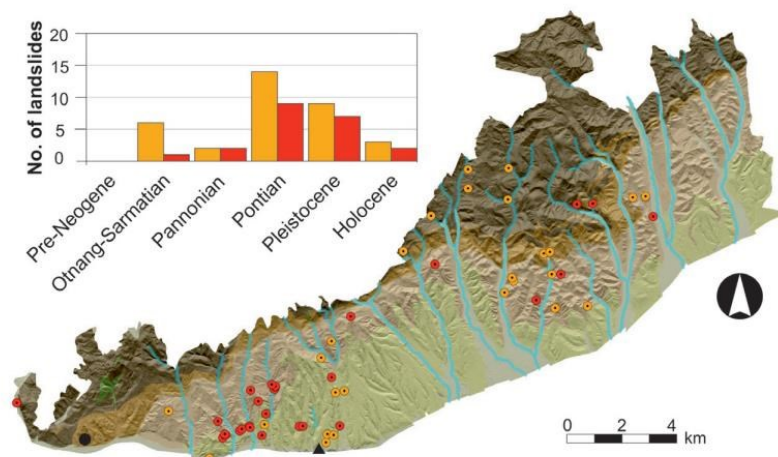 No. of landslides
20
15
10
5
0
Pre-Neogene
Otnang-Sarmatian
Pannonian
Pontian
Pleistocene
Holocene
0 2 4
km